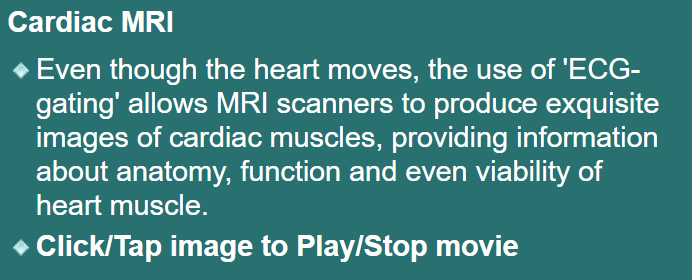 Cardiac MRI
Even though the heart moves, the use of 'ECG-
gating' allows MRI scanners to produce exquisite
images of cardiac muscles, providing information
about anatomy, function and even viability of
heart muscle.
Click/Tap image to Play/Stop movie